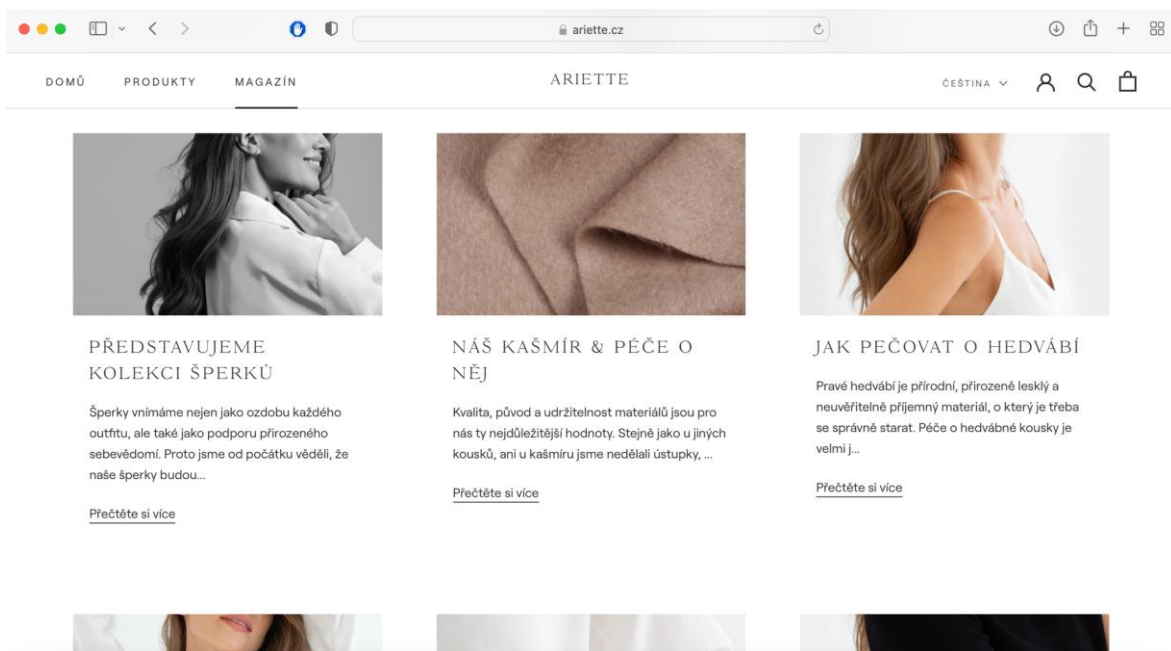 ariette.cz
DOMŮ PRODUKTY MAGAZÍN ARIETTE ČEŠTINA
PŘEDSTAVUJEME
KOLEKCI ŠPERKŮ
Šperky vnímáme nejen jako ozdobu každého
outfitu, ale také jako podporu přirozeného
sebevědomí. Proto jsme od počátku věděli, že
naše šperky budou...
Přečtěte si více
NÁŠ KAŠMÍR & PÉČE O
NĚJ
Kvalita, původ a udržitelnost materiálů jsou pro
nás ty nejdůležitější hodnoty. Stejně jako u jiných
kousků, ani u kašmíru jsme nedělali ústupky, ...
Přečtěte si více
JAK PEČOVAT O HEDVÁBÍ
Pravé hedvábí je přírodní, přirozeně lesklý a
neuvěřitelně příjemný materiál, o který je třeba
se správně starat. Péče o hedvábné kousky je
velmi j...
Přečtěte si více